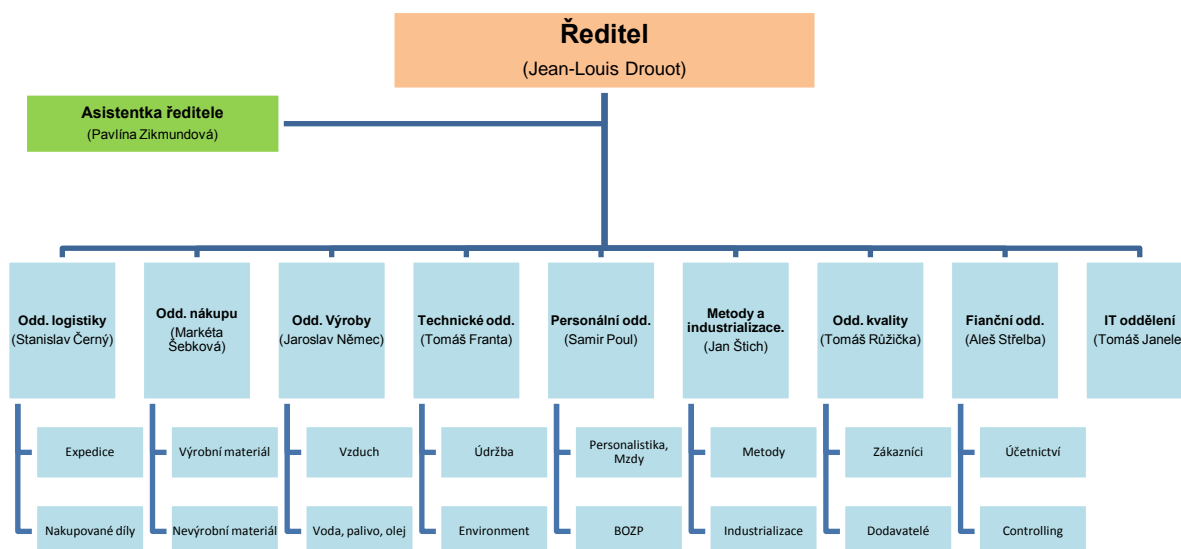 Ředitel
(Jean-Louis Drouot)
Asistentka ředitele
(Pavlína Zikmundová)
Odd. logistiky
(Stanislav Černý)
Odd. nákupu
(Markéta
Šebková)
Odd. Výroby
(Jaroslav Němec)
Technické odd.
(Tomáš Franta)
Personální odd.
(Samir Poul)
Metody a
industrializace.
(Jan Štich)
Odd. kvality
(Tomáš Růžička)
Fianční odd.
(Aleš Střelba)
IT oddělení
(Tomáš Janele
Expedice
Výrobní materiál
Vzduch
Údržba
Personalistika,
Mzdy
Metody
Zákazníci
Účetnictví
Nakupované díly
Nevýrobní materiál
Voda, palivo, olej
Environment
BOZP
Industrializace
Dodavatelé
Controlling